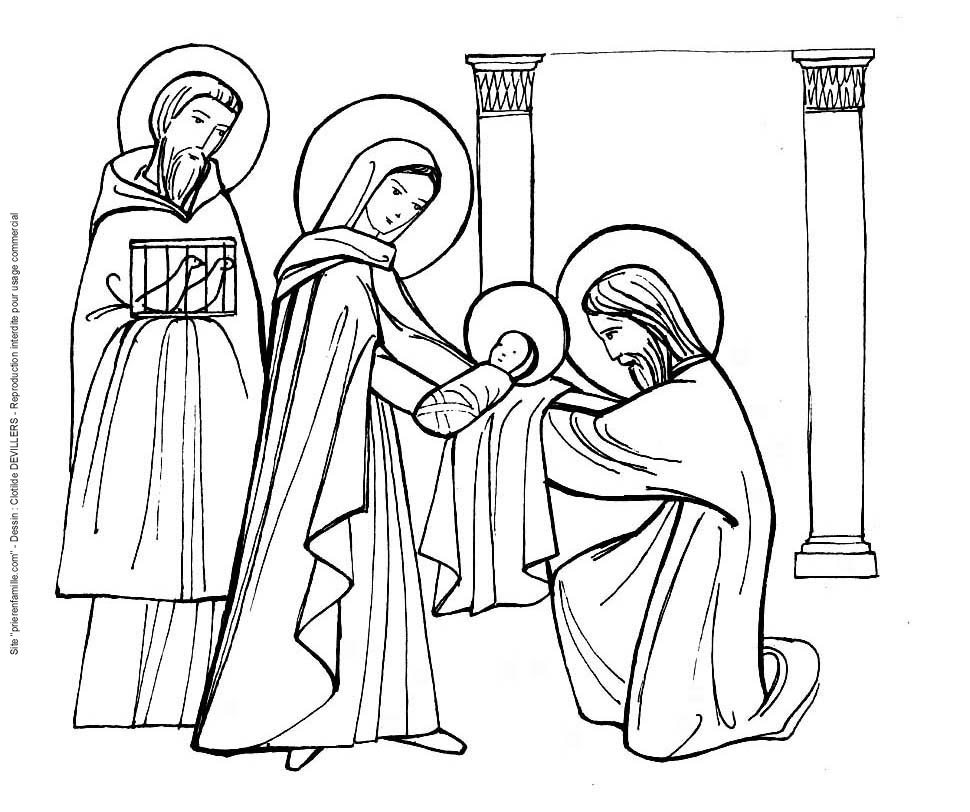 Site "prierenfamille.com" - Dessin : Clotilde DEVILLERS - Reproduction interdite pour usage commercial